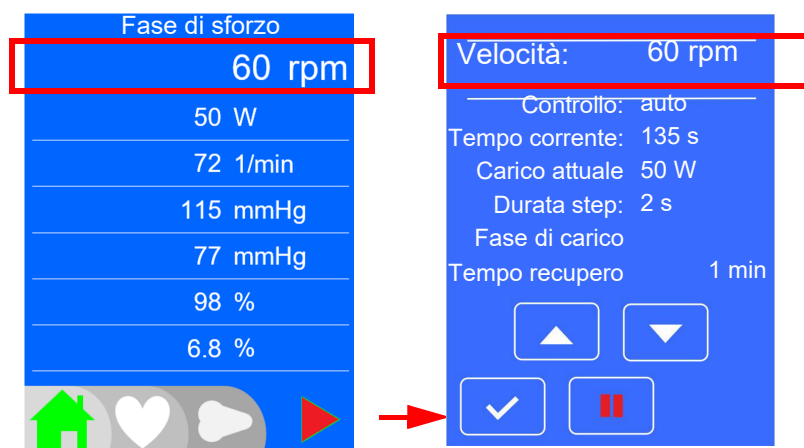 Fase di sforzo
60 rpm
50 W
72 1/min
115 mmHg
77 mmHg
98 %
6.8 %
Velocità: 60 rpm
Controllo: auto
Tempo corrente: 135 s
Carico attuale 50 W
Durata step: 2 s
Fase di carico
Tempo recupero 1 min